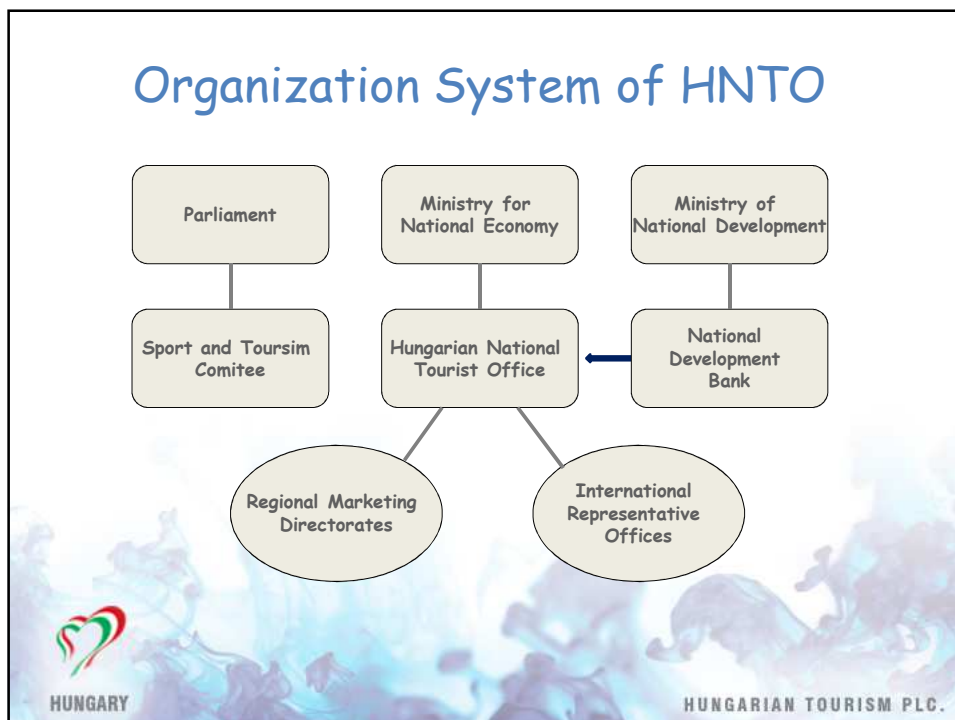 Organization System of HNTO
Parliament
Ministry for
National Economy
Ministry of
National Development
Sport and Toursim
Comitee
Hungarian National
Tourist Office
National
Development
Bank
Regional Marketing
Directorates
International
Representative
Offices
HUNGARY
HUNGARIAN TOURISM PLC.